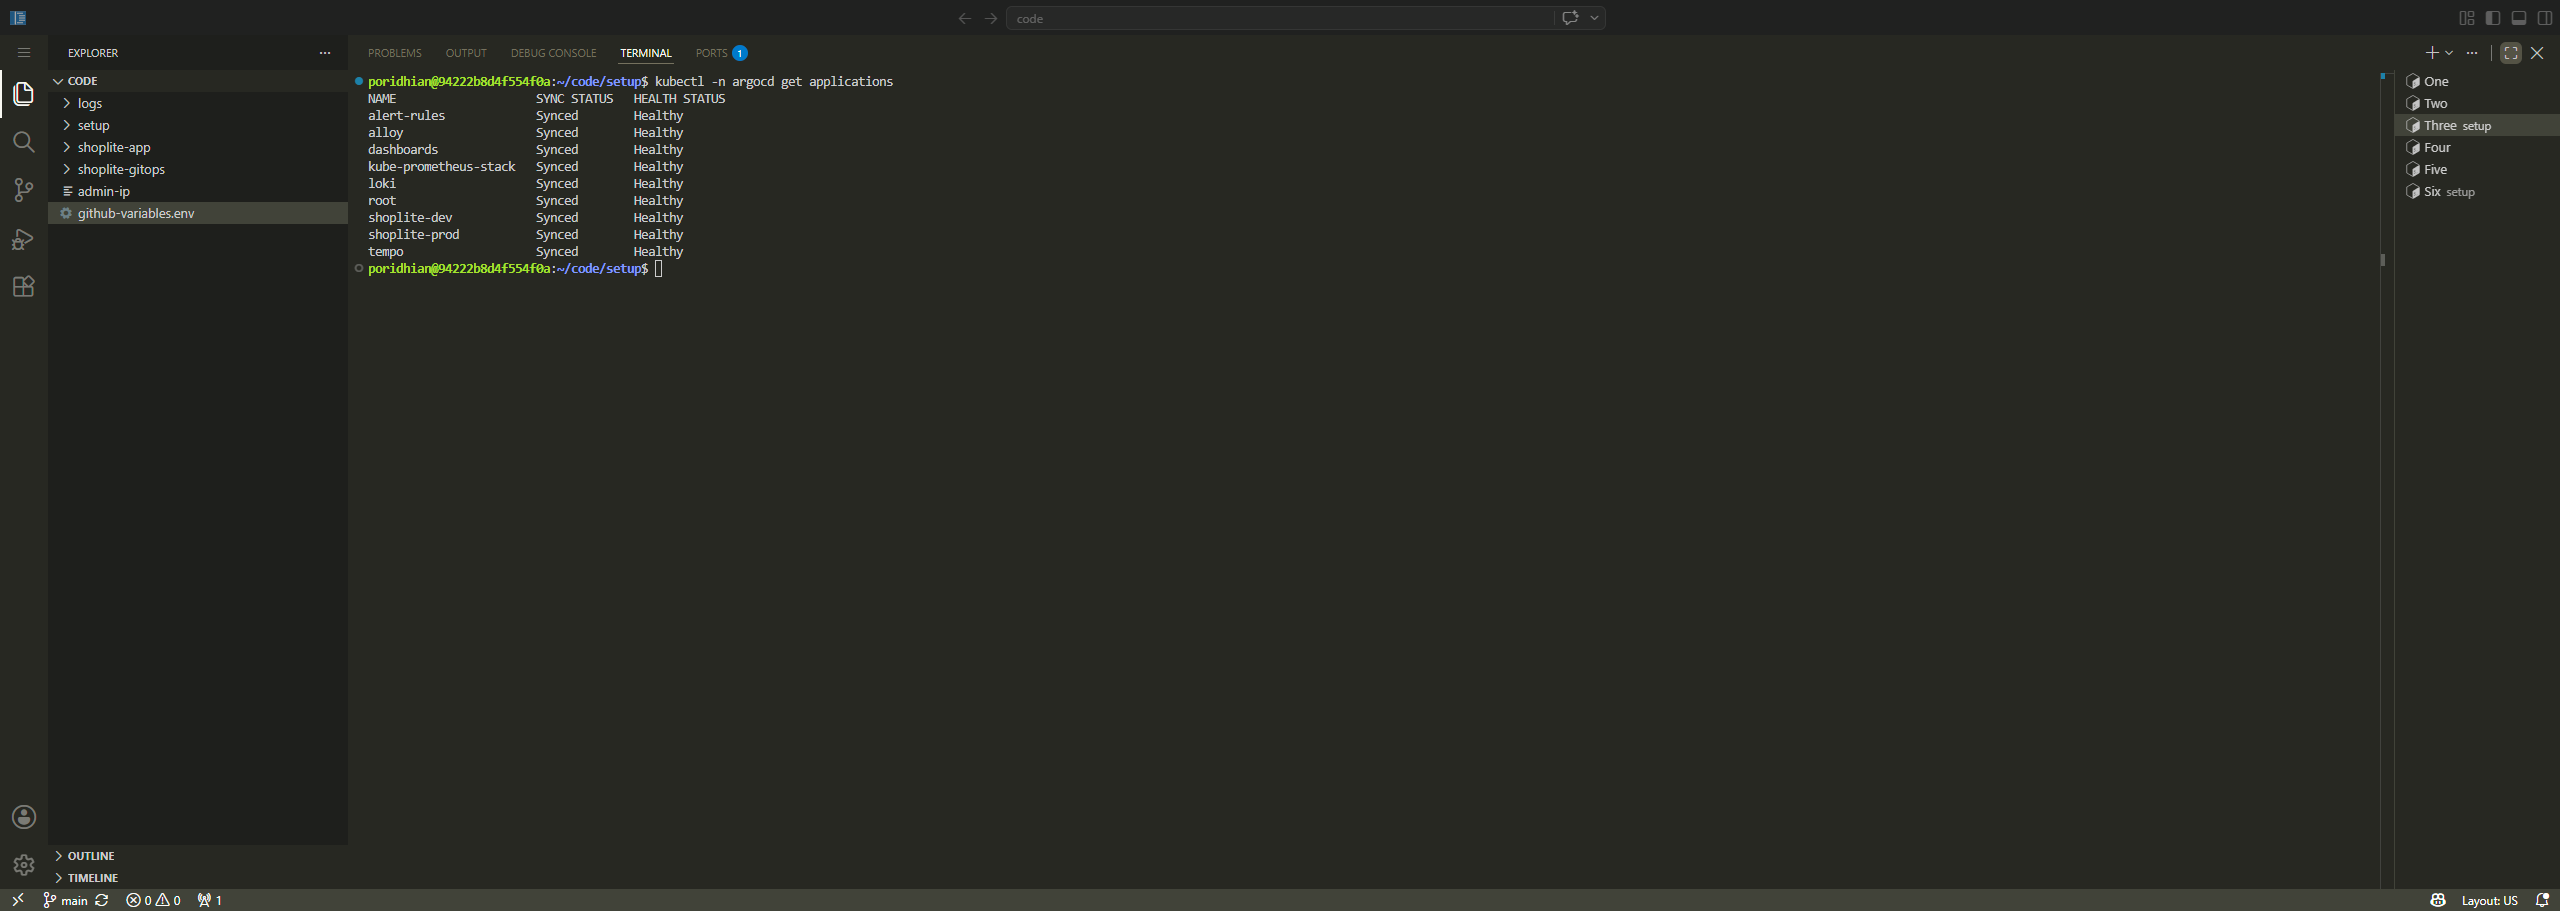 code
EXPLORER
CODE
logs
setup
shoplite-app
shoplite-gitops
admin-ip
github-variables.env
OUTLINE
TIMELINE
PROBLEMS OUTPUT DEBUG CONSOLE TERMINAL PORTS 1
poridhian@94222b8d4f554f0a:~/code/setup$ kubectl -n argocd get applications
NAME SYNC STATUS HEALTH STATUS
alert-rules Synced Healthy
alloy Synced Healthy
dashboards Synced Healthy
kube-prometheus-stack Synced Healthy
loki Synced Healthy
root Synced Healthy
shoplite-dev Synced Healthy
shoplite-prod Synced Healthy
tempo Synced Healthy
poridhian@94222b8d4f554f0a:~/code/setup$
One
Two
Three setup
Four
Five
Six setup
main 0 0 1 Layout: US